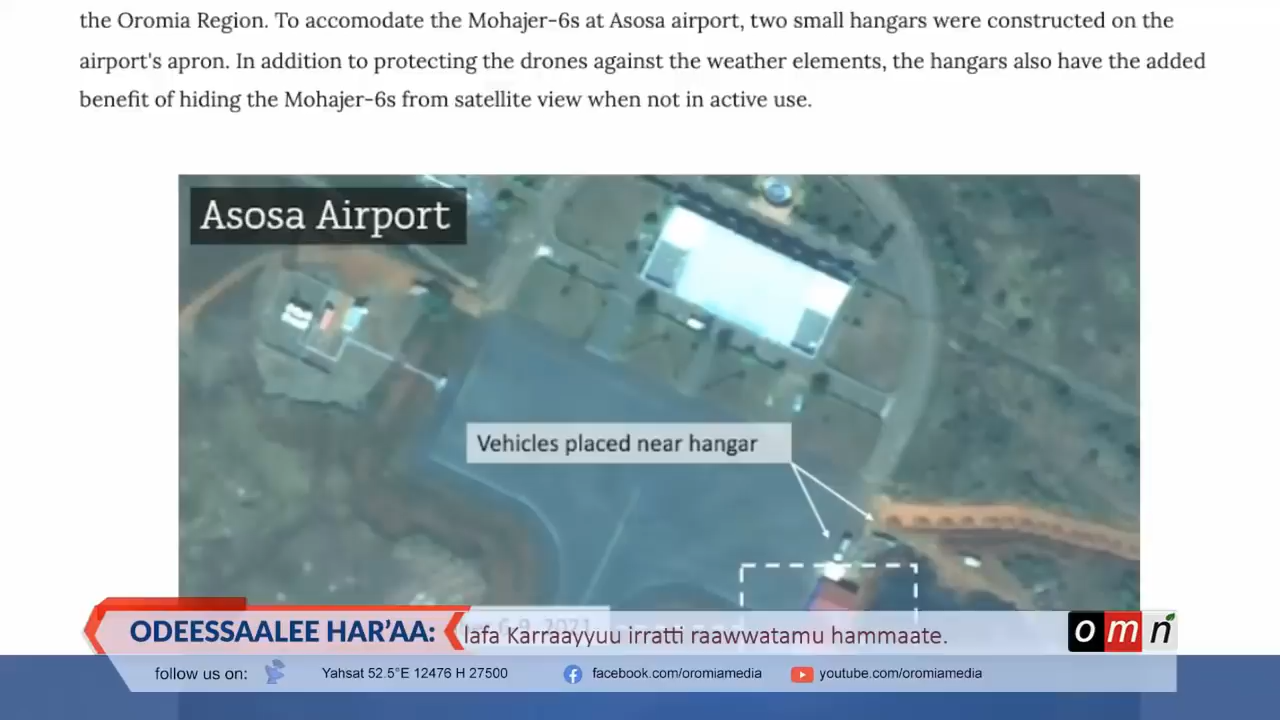 the Oromia Region. To accomodate the Mohajer-6s at Asosa airport, two small hangars were constructed on the
airport's apron. In addition to protecting the drones against the weather elements, the hangars also have the added
benefit of hiding the Mohajer-6s from satellite view when not in active use.
Asosa Airport
Vehicles placed near hangar
ODEESSAALEE HAR'AA: lafa Karraayyuu irratti raawwatamu hammaate.
omn
follow us on: Yahsat 52.5°E 12476 H 27500 facebook.com/oromiamedia youtube.com/oromiamedia